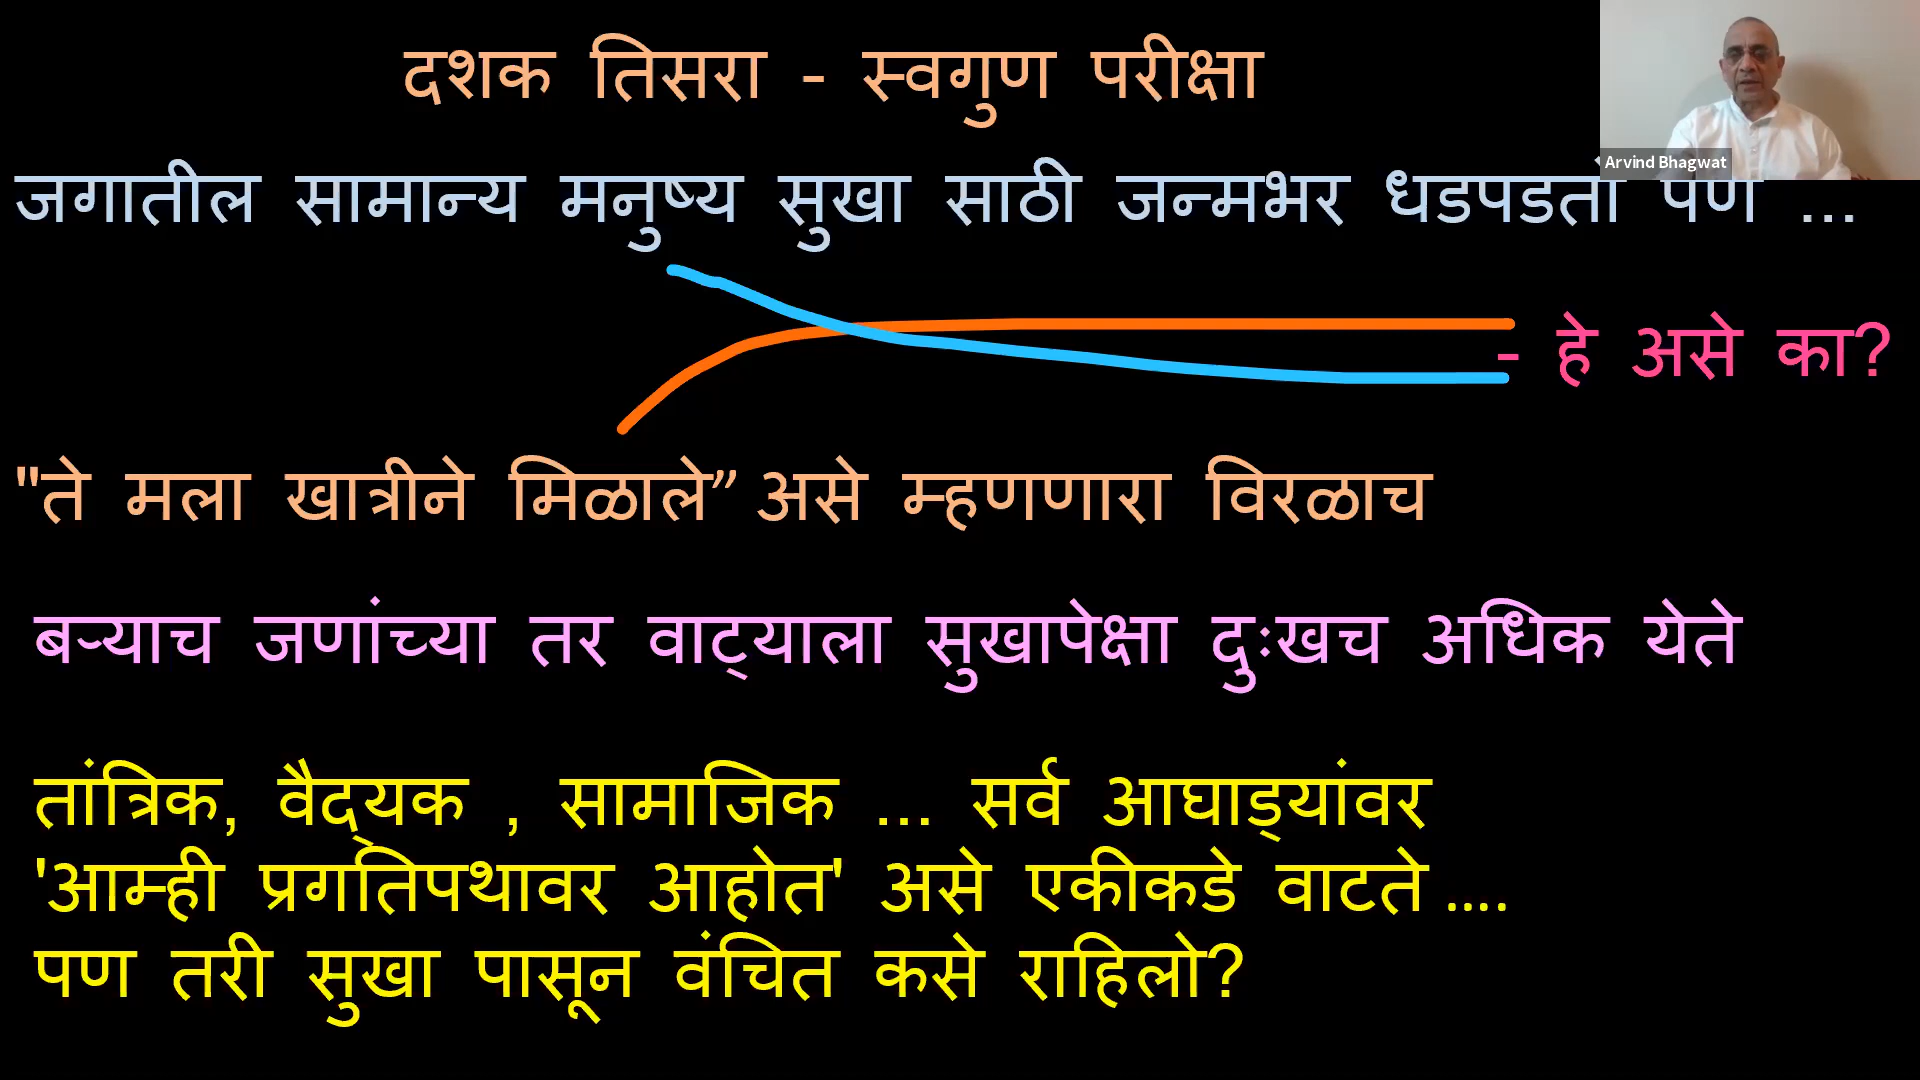 दशक तिसरा - स्वगुण परीक्षा
Arvind Bhagwat
जगातील सामान्य मनुष्य सुखा साठी जन्मभर धडपडतो पण ...
- हे असे का?
"ते मला खात्रीने मिळाले” असे म्हणणारा विरळाच
बऱ्याच जणांच्या तर वाट्याला सुखापेक्षा दुःखच अधिक येते
तांत्रिक, वैद्यक , सामाजिक ... सर्व आघाड्यांवर
'आम्ही प्रगतिपथावर आहोत' असे एकीकडे वाटते ....
पण तरी सुखा पासून वंचित कसे राहिलो?